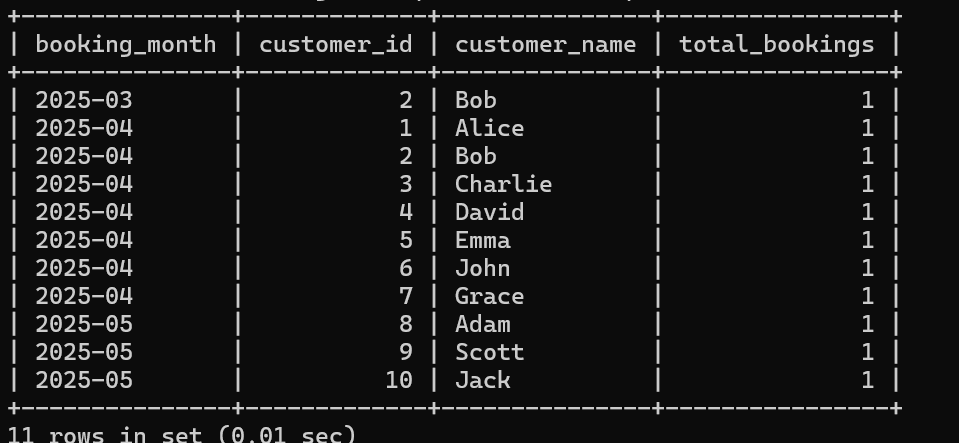 +---------------+-------------+---------------+----------------+
| booking_month | customer_id | customer_name | total_bookings |
+---------------+-------------+---------------+----------------+
| 2025-03       |           2 | Bob           |              1 |
| 2025-04       |           1 | Alice         |              1 |
| 2025-04       |           2 | Bob           |              1 |
| 2025-04       |           3 | Charlie       |              1 |
| 2025-04       |           4 | David         |              1 |
| 2025-04       |           5 | Emma          |              1 |
| 2025-04       |           6 | John          |              1 |
| 2025-04       |           7 | Grace         |              1 |
| 2025-05       |           8 | Adam          |              1 |
| 2025-05       |           9 | Scott         |              1 |
| 2025-05       |          10 | Jack          |              1 |
+---------------+-------------+---------------+----------------+
11 rows in set (0.01 sec)